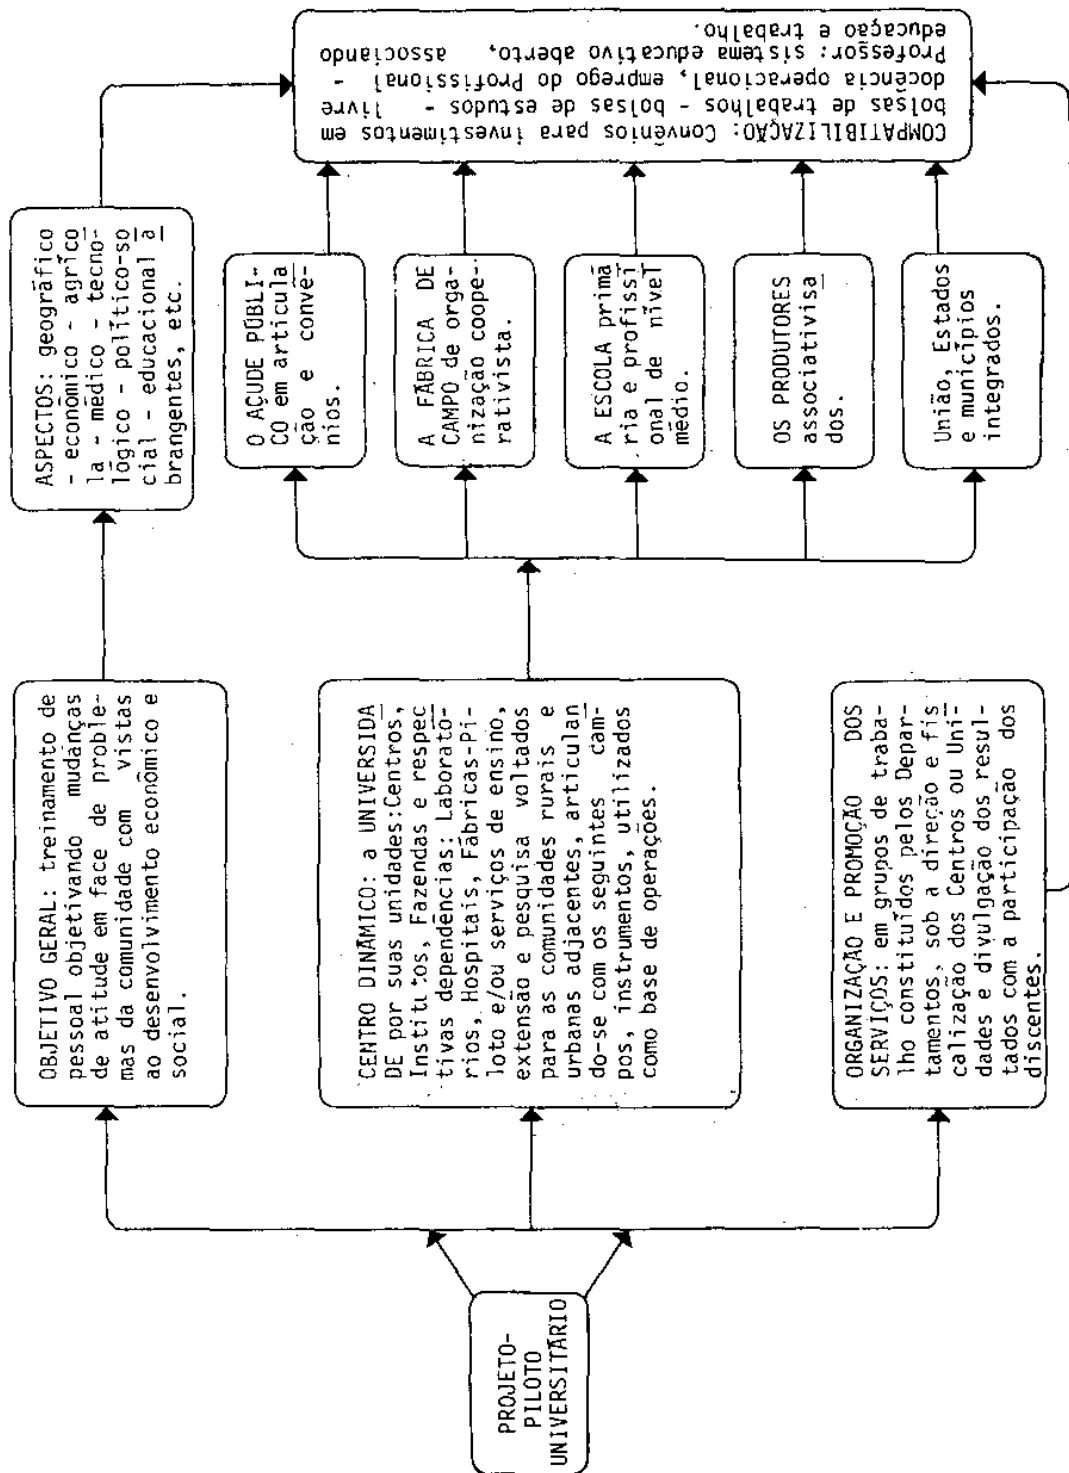 PROJETO-
PILOTO
UNIVERSITÁRIO
OBJETIVO GERAL: treinamento de
pessoal objetivando mudanças
de atitude em face de proble-
mas da comunidade com vistas
ao desenvolvimento econômico e
social.
CENTRO DINÂMICO: a UNIVERSIDA
DE por suas unidades:Centros,
Institutos, Fazendas e respec
tivas dependências: Laborató
rios, Hospitais, Fábricas-Pi-
loto e/ou serviços de ensino,
extensão e pesquisa voltados
para as comunidades rurais e
urbanas adjacentes, articulan
do-se com os seguintes cam-
pos, instrumentos, utilizados
como base de operações.
ORGANIZAÇÃO E PROMOÇÃO DOS
SERVIÇOS: em grupos de traba-
lho constituídos pelos Depar-
tamentos, sob a direção e fis
calização dos Centros ou Uni-
dades e divulgação dos resul-
tados com a participação dos
discentes.
ASPECTOS: geográfico
- econômico - agríco
la - médico - tecno-
lógico - político-so
cial - educacional a
brangentes, etc.
O AÇUDE PÚBLI-
CO em articula
ção e convê-
nios.
A FÁBRICA DE
CAMPO de orga-
nização coope-
rativista.
A ESCOLA primá
ria e profissi
onal de nível
médio.
OS PRODUTORES
associativisa
dos.
União, Estados
e municípios
integrados.
COMPATIBILIZAÇÃO: Convênios para investimentos em
bolsas de trabalhos - bolsas de estudos - livre
docência operacional, emprego do Profissional -
Professor: sistema educativo aberto, associando
educação e trabalho.